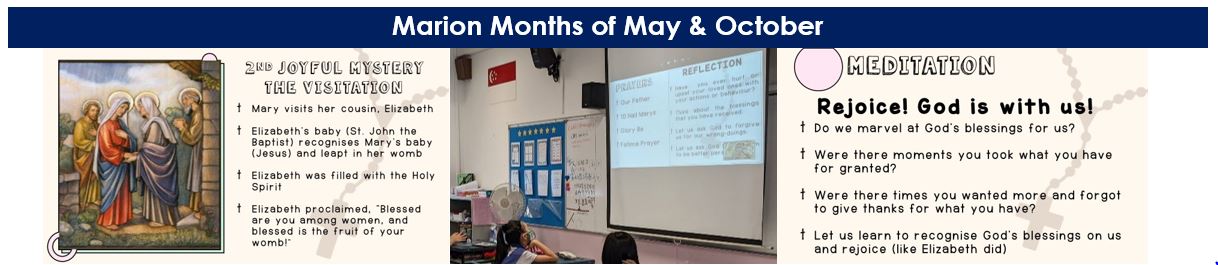 Marion Months of May & October
2ND JOYFUL MYSTERY
THE VISITATION
† Mary visits her cousin, Elizabeth
† Elizabeth's baby (St. John the
Baptist) recognises Mary's baby
(Jesus) and leapt in her womb
† Elizabeth was filled with the Holy
Spirit
† Elizabeth proclaimed, "Blessed
are you among women, and
blessed is the fruit of your
womb!"
PRAYERS
† Our Father
† 10 Hail Marys
† Glory Be
† Fatima Prayer
REFLECTION
† Have you ever hurt or
upset your loved ones with
your actions or behaviour?
† Think about the blessings
that you have received.
† Let us ask God to forgive
us for our wrong-doings.
† Let us ask God
to be better
MEDITATION
Rejoice! God is with us!
† Do we marvel at God's blessings for us?
† Were there moments you took what you have
for granted?
† Were there times you wanted more and forgot
to give thanks for what you have?
† Let us learn to recognise God's blessings on us
and rejoice (like Elizabeth did)